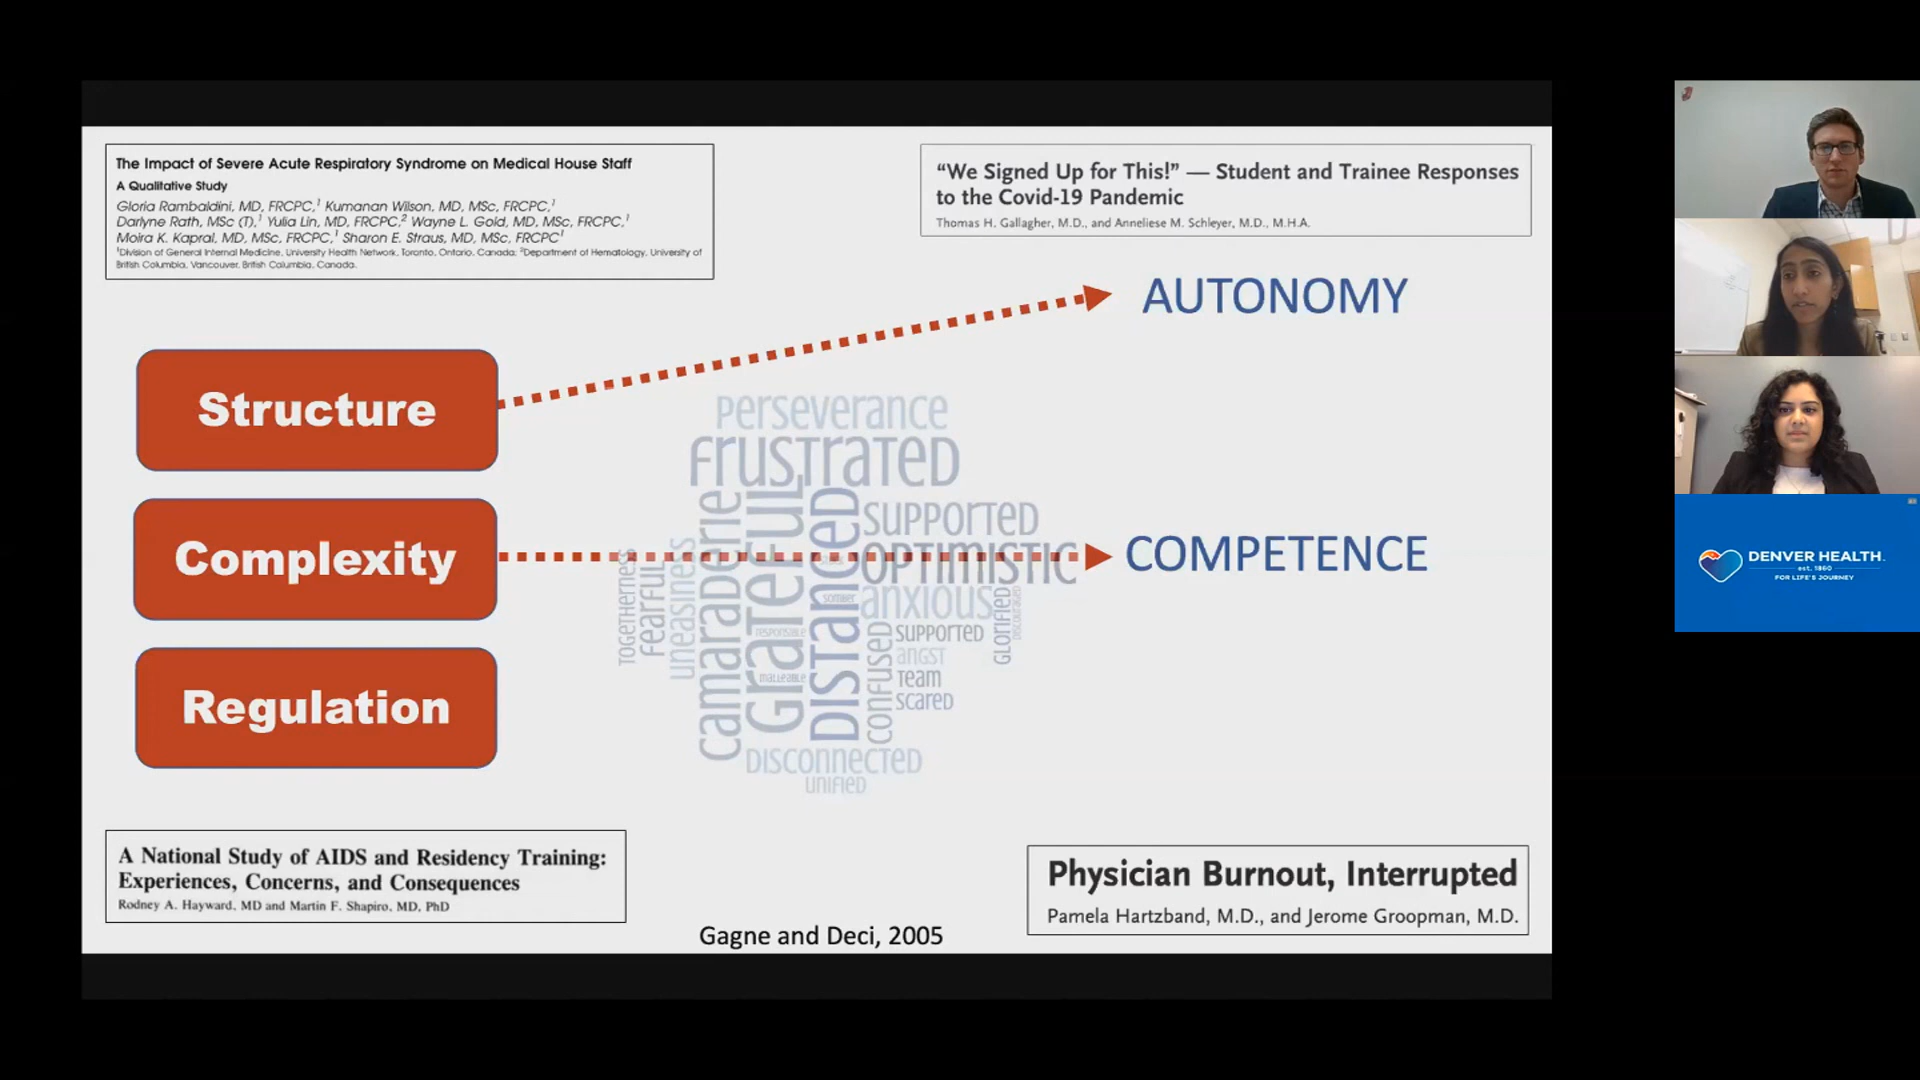 The Impact of Severe Acute Respiratory Syndrome on Medical House Staff
A Qualitative Study
Gloria Rambaldini, MD, FRCPC,¹ Kumanan Wilson, MD, MSc, FRCPC,¹
Darlyne Rath, MSc (T),¹ Yulia Lin, MD, FRCPC,² Wayne L. Gold, MD, MSc, FRCPC,¹
Moira K. Kapral, MD, MSc, FRCPC,¹ Sharon E. Straus, MD, MSc, FRCPC¹
¹Division of General Internal Medicine, University Health Network, Toronto, Ontario, Canada; ²Department of Hematology, University of
British Columbia, Vancouver, British Columbia, Canada.
“We Signed Up for This!” — Student and Trainee Responses
to the Covid-19 Pandemic
Thomas H. Gallagher, M.D., and Anneliese M. Schleyer, M.D., M.H.A.
AUTONOMY
Structure
Complexity
COMPETENCE
Regulation
perseverance
FrUSTraTeD
SUPPORTED
OPTIMISTIC
anxious
TOGETHERNESS
Fearful
uneasiness
camaraderie
GraTeFUL
DISTanceD
somber
responsible
malleable
confused
SUPPORTED
angst
Team
scared
GLORIFIED
DISCOURAGED
DISCONNECTED
UNIFIED
A National Study of AIDS and Residency Training:
Experiences, Concerns, and Consequences
Rodney A. Hayward, MD and Martin F. Shapiro, MD, PhD
Gagne and Deci, 2005
Physician Burnout, Interrupted
Pamela Hartzband, M.D., and Jerome Groopman, M.D.
DENVER HEALTH.
est. 1860
FOR LIFE'S JOURNEY